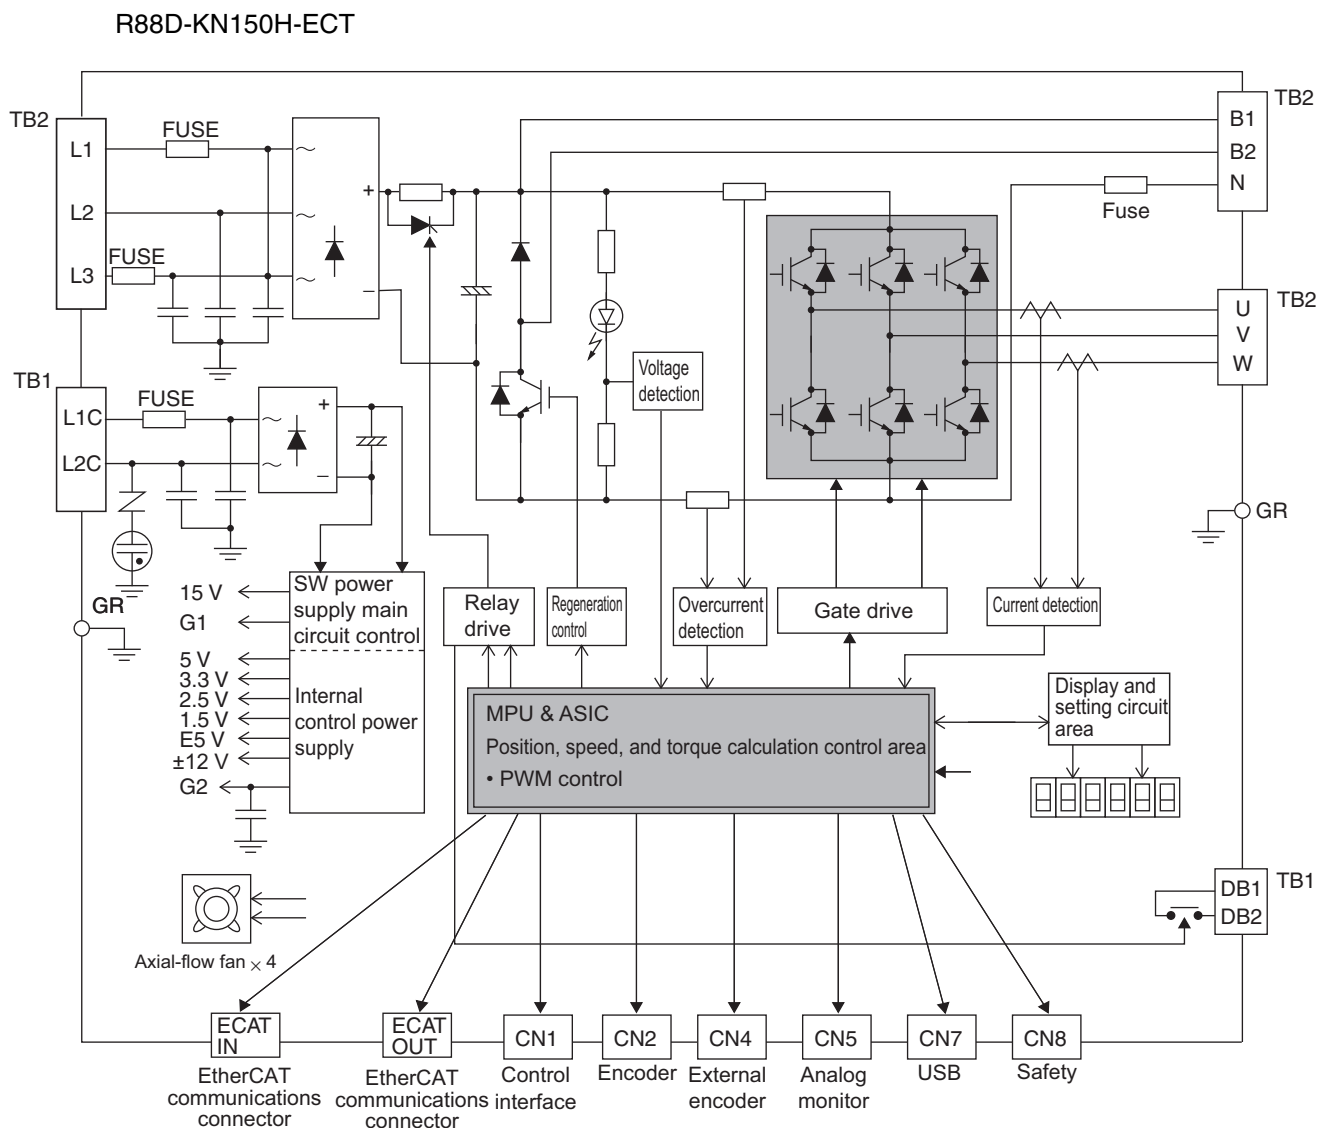 R88D-KN150H-ECT
TB2
L1
L2
L3
FUSE
FUSE
+
−
TB2
B1
B2
N
Fuse
TB2
U
V
W
TB1
L1C
L2C
FUSE
+
−
Voltage
detection
GR
GR
15 V
G1
5 V
3.3 V
2.5 V
1.5 V
E5 V
±12 V
G2
SW power
supply main
circuit control
Internal
control power
supply
Relay
drive
Regeneration
control
Overcurrent
detection
Gate drive
Current detection
MPU & ASIC
Position, speed, and torque calculation control area
• PWM control
Display and
setting circuit
area
TB1
DB1
DB2
Axial-flow fan × 4
ECAT
IN
EtherCAT
communications
connector
ECAT
OUT
EtherCAT
communications
connector
CN1
Control
interface
CN2
Encoder
CN4
External
encoder
CN5
Analog
monitor
CN7
USB
CN8
Safety